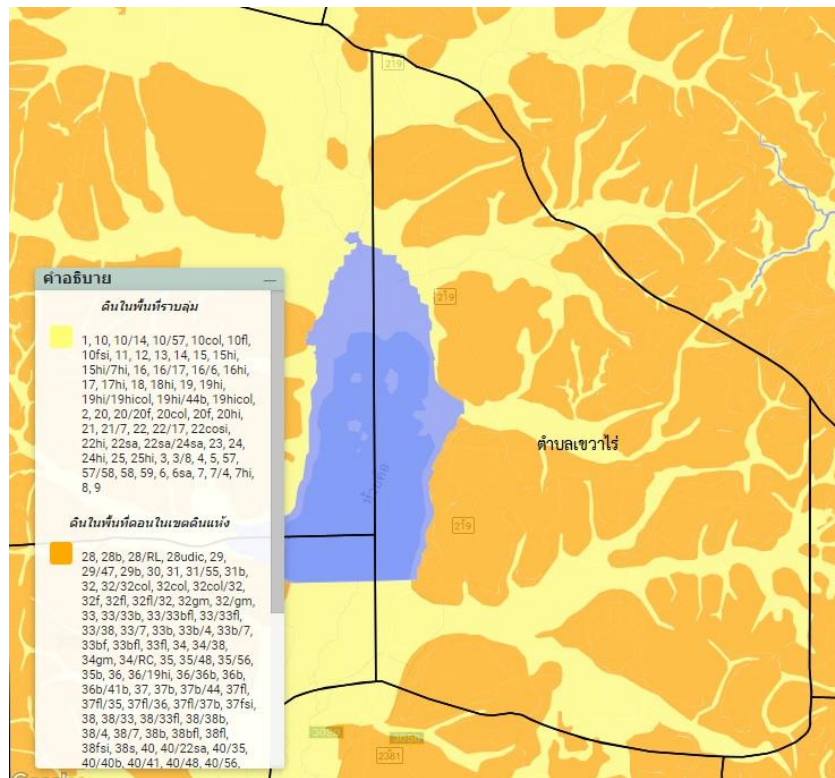 219
คำอธิบาย
ดินในพื้นที่ราบลุ่ม
1, 10, 10/14, 10/57, 10col, 10fl,
10fsi, 11, 12, 13, 14, 15, 15hi,
15hi/7hi, 16, 16/17, 16/6, 16hi,
17, 17hi, 18, 18hi, 19, 19hi,
19hi/19hicol, 19hi/44b, 19hicol,
2, 20, 20/20f, 20col, 20f, 20hi,
21, 21/7, 22, 22/17, 22cosi,
22hi, 22sa, 22sa/24sa, 23, 24,
24hi, 25, 25hi, 3, 3/8, 4, 5, 57,
57/58, 58, 59, 6, 6sa, 7, 7/4, 7hi,
8, 9
ดินในพื้นที่ดอนในเขตดินแห้ง
28, 28b, 28/RL, 28udic, 29,
29/47, 29b, 30, 31, 31/55, 31b,
32, 32/32col, 32col, 32col/32,
32f, 32fl, 32fl/32, 32gm, 32/gm,
33, 33/33b, 33/33bfl, 33/33fl,
33/38, 33/7, 33b, 33b/4, 33b/7,
33bf, 33bfl, 33fl, 34, 34/38,
34gm, 34/RC, 35, 35/48, 35/56,
35b, 36, 36/19hi, 36/36b, 36b,
36b/41b, 37, 37b, 37b/44, 37fl,
37fl/35, 37fl/36, 37fl/37b, 37fsi,
38, 38/33, 38/33fl, 38/38b,
38/4, 38/7, 38b, 38bfl, 38fl,
38fsi, 38s, 40, 40/22sa, 40/35,
40/40b, 40/41, 40/48, 40/56,
219
ตำบลเขวาไร่
219
2381